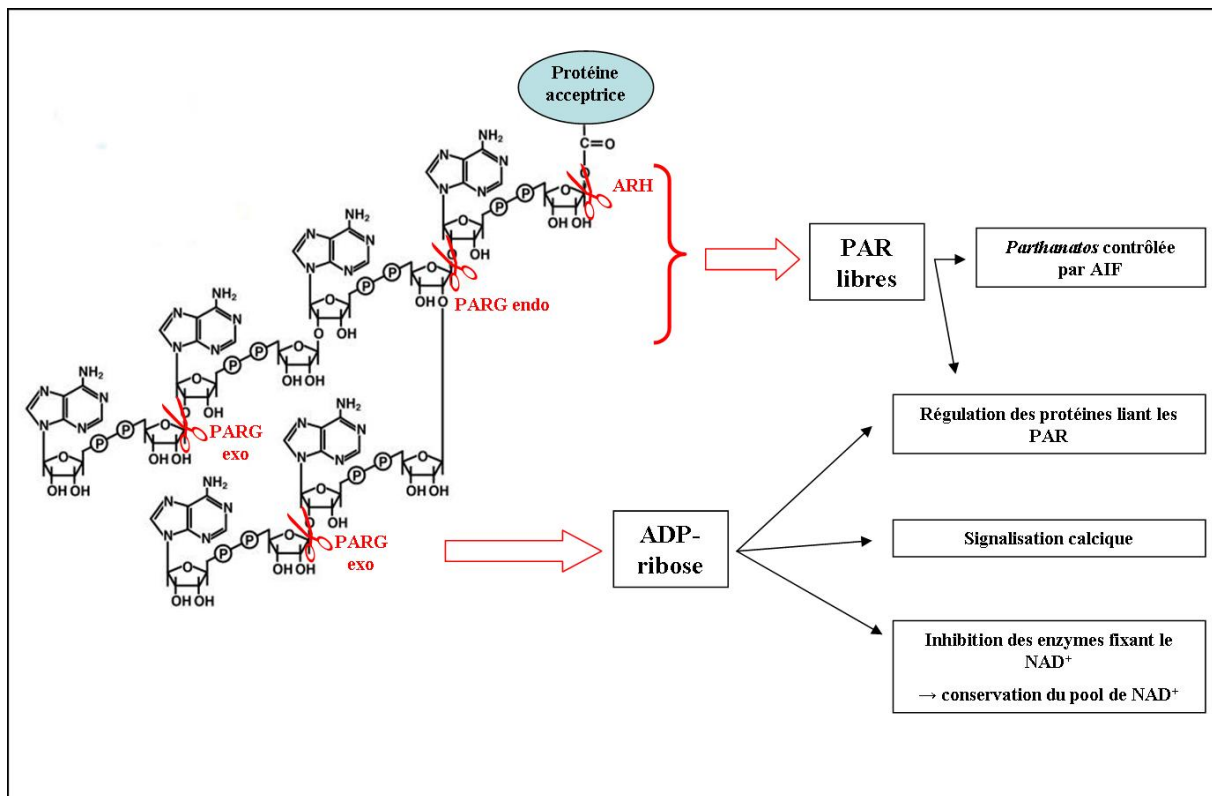 Protéine
acceptrice
C=O
O
NH₂
N N
N N
O P P O
ARH
OH OH
OH
O
NH₂
N N
N N
O P P O
PARG endo
OH O
OH
O
NH₂
N N
N N
O P P O
OH OH
OH
O
PARG
exo
NH₂
N N
N N
O P P O
OH OH
OH OH
NH₂
N N
N N
O P P O
OH OH
OH
O
PARG
exo
NH₂
N N
N N
O P P O
OH OH
OH OH
PAR
libres
Parthanatos contrôlée
par AIF
Régulation des protéines liant les
PAR
ADP-
ribose
Signalisation calcique
Inhibition des enzymes fixant le
NAD⁺
→ conservation du pool de NAD⁺